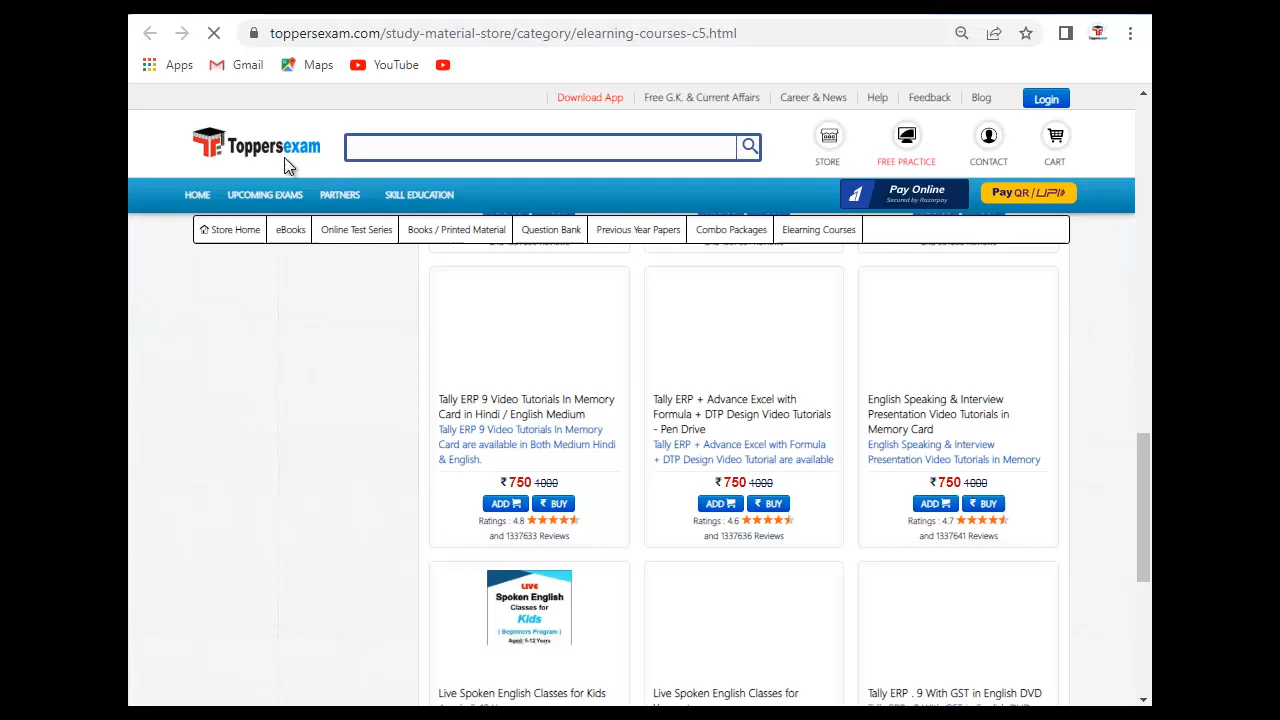 toppersexam.com/study-material-store/category/elearning-courses-c5.html
Apps Gmail Maps YouTube
Download App Free G.K. & Current Affairs Career & News Help Feedback Blog Login
Toppersexam
STORE FREE PRACTICE CONTACT CART
HOME UPCOMING EXAMS PARTNERS SKILL EDUCATION
Pay Online
Secured by Razorpay
Pay QR/UPI
Store Home eBooks Online Test Series Books / Printed Material Question Bank Previous Year Papers Combo Packages Elearning Courses
Tally ERP 9 Video Tutorials In Memory
Card in Hindi / English Medium
Tally ERP 9 Video Tutorials In Memory
Card are available in Both Medium Hindi
& English.
₹750 1000
ADD ₹ BUY
Ratings : 4.8
and 1337633 Reviews
Tally ERP + Advance Excel with
Formula + DTP Design Video Tutorials
- Pen Drive
Tally ERP + Advance Excel with Formula
+ DTP Design Video Tutorial are available
₹750 1000
ADD ₹ BUY
Ratings : 4.6
and 1337636 Reviews
English Speaking & Interview
Presentation Video Tutorials in
Memory Card
English Speaking & Interview
Presentation Video Tutorials in Memory
₹750 1000
ADD ₹ BUY
Ratings : 4.7
and 1337641 Reviews
LIVE
Spoken English
Classes for
Kids
( Beginners Program )
Aged: 5-12 Years
Live Spoken English Classes for Kids
Live Spoken English Classes for
Tally ERP . 9 With GST in English DVD